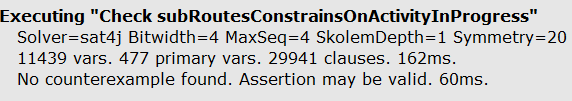 Executing "Check subRoutesConstrainsOnActivityInProgress"
Solver=sat4j Bitwidth=4 MaxSeq=4 SkolemDepth=1 Symmetry=20
11439 vars. 477 primary vars. 29941 clauses. 162ms.
No counterexample found. Assertion may be valid. 60ms.